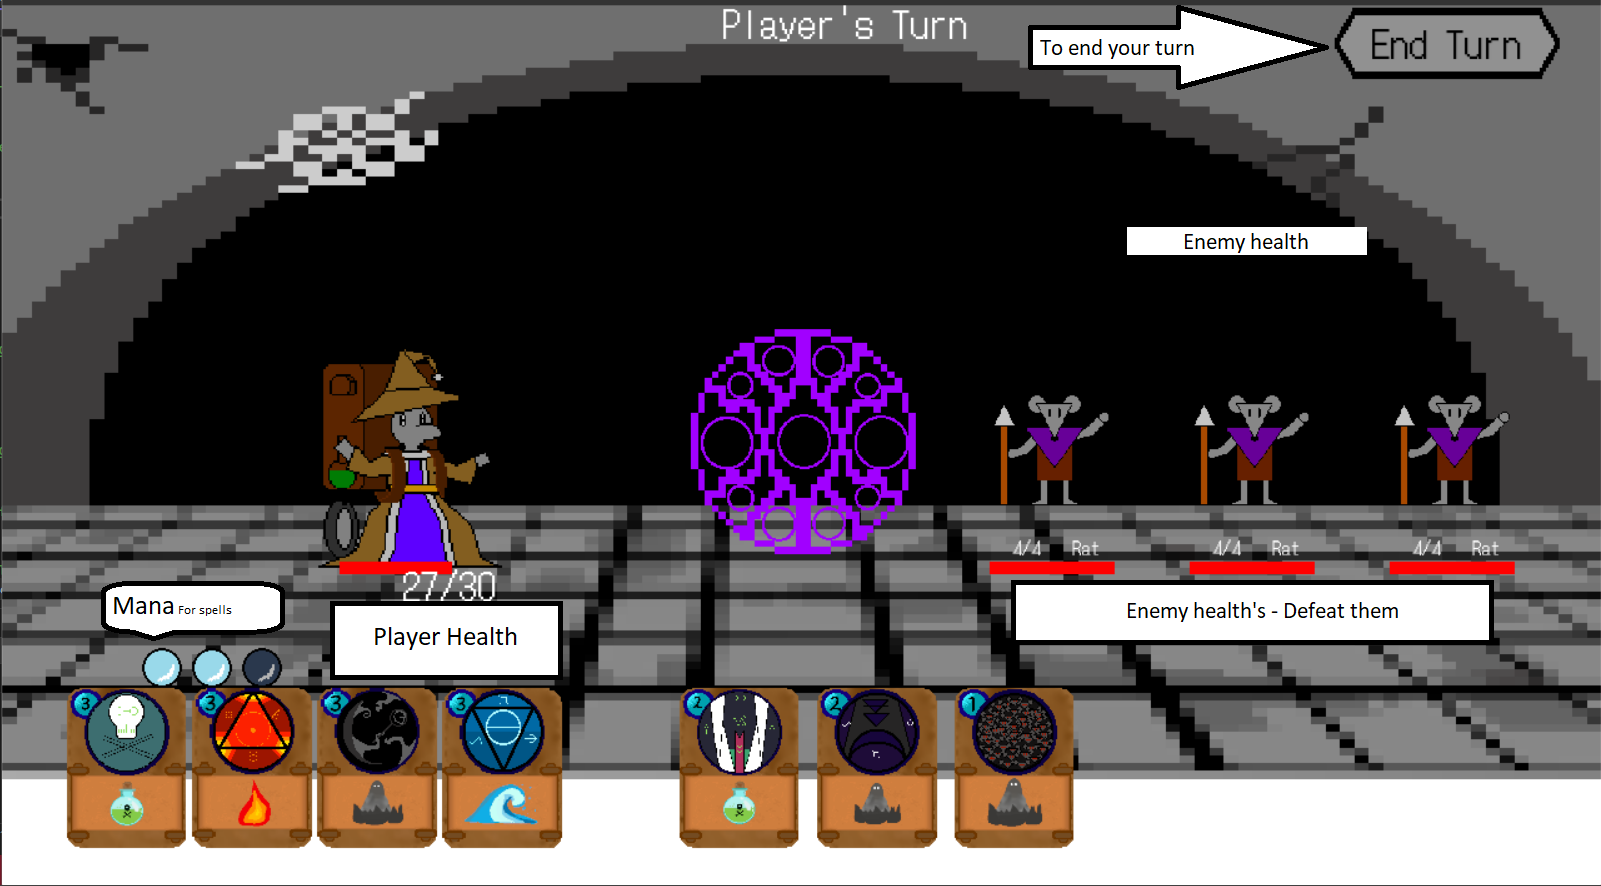 Player's Turn
To end your turn
End Turn
Enemy health
4/4 Rat
4/4 Rat
4/4 Rat
27/30
Mana For spells
Player Health
Enemy health's - Defeat them
3
3
3
3
2
2
1